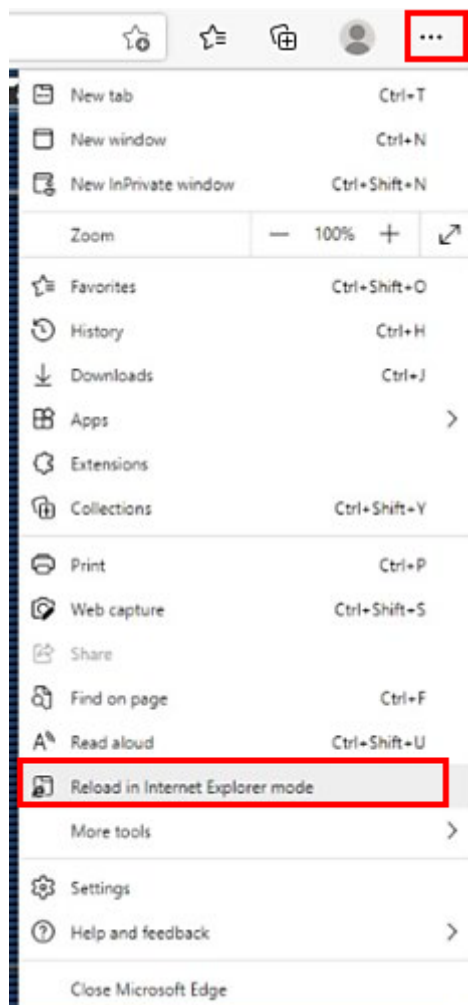 New tab Ctrl+T
New window Ctrl+N
New InPrivate window Ctrl+Shift+N
Zoom — 100% +
Favorites Ctrl+Shift+O
History Ctrl+H
Downloads Ctrl+J
Apps
Extensions
Collections Ctrl+Shift+Y
Print Ctrl+P
Web capture Ctrl+Shift+S
Share
Find on page Ctrl+F
Read aloud Ctrl+Shift+U
Reload in Internet Explorer mode
More tools
Settings
Help and feedback
Close Microsoft Edge